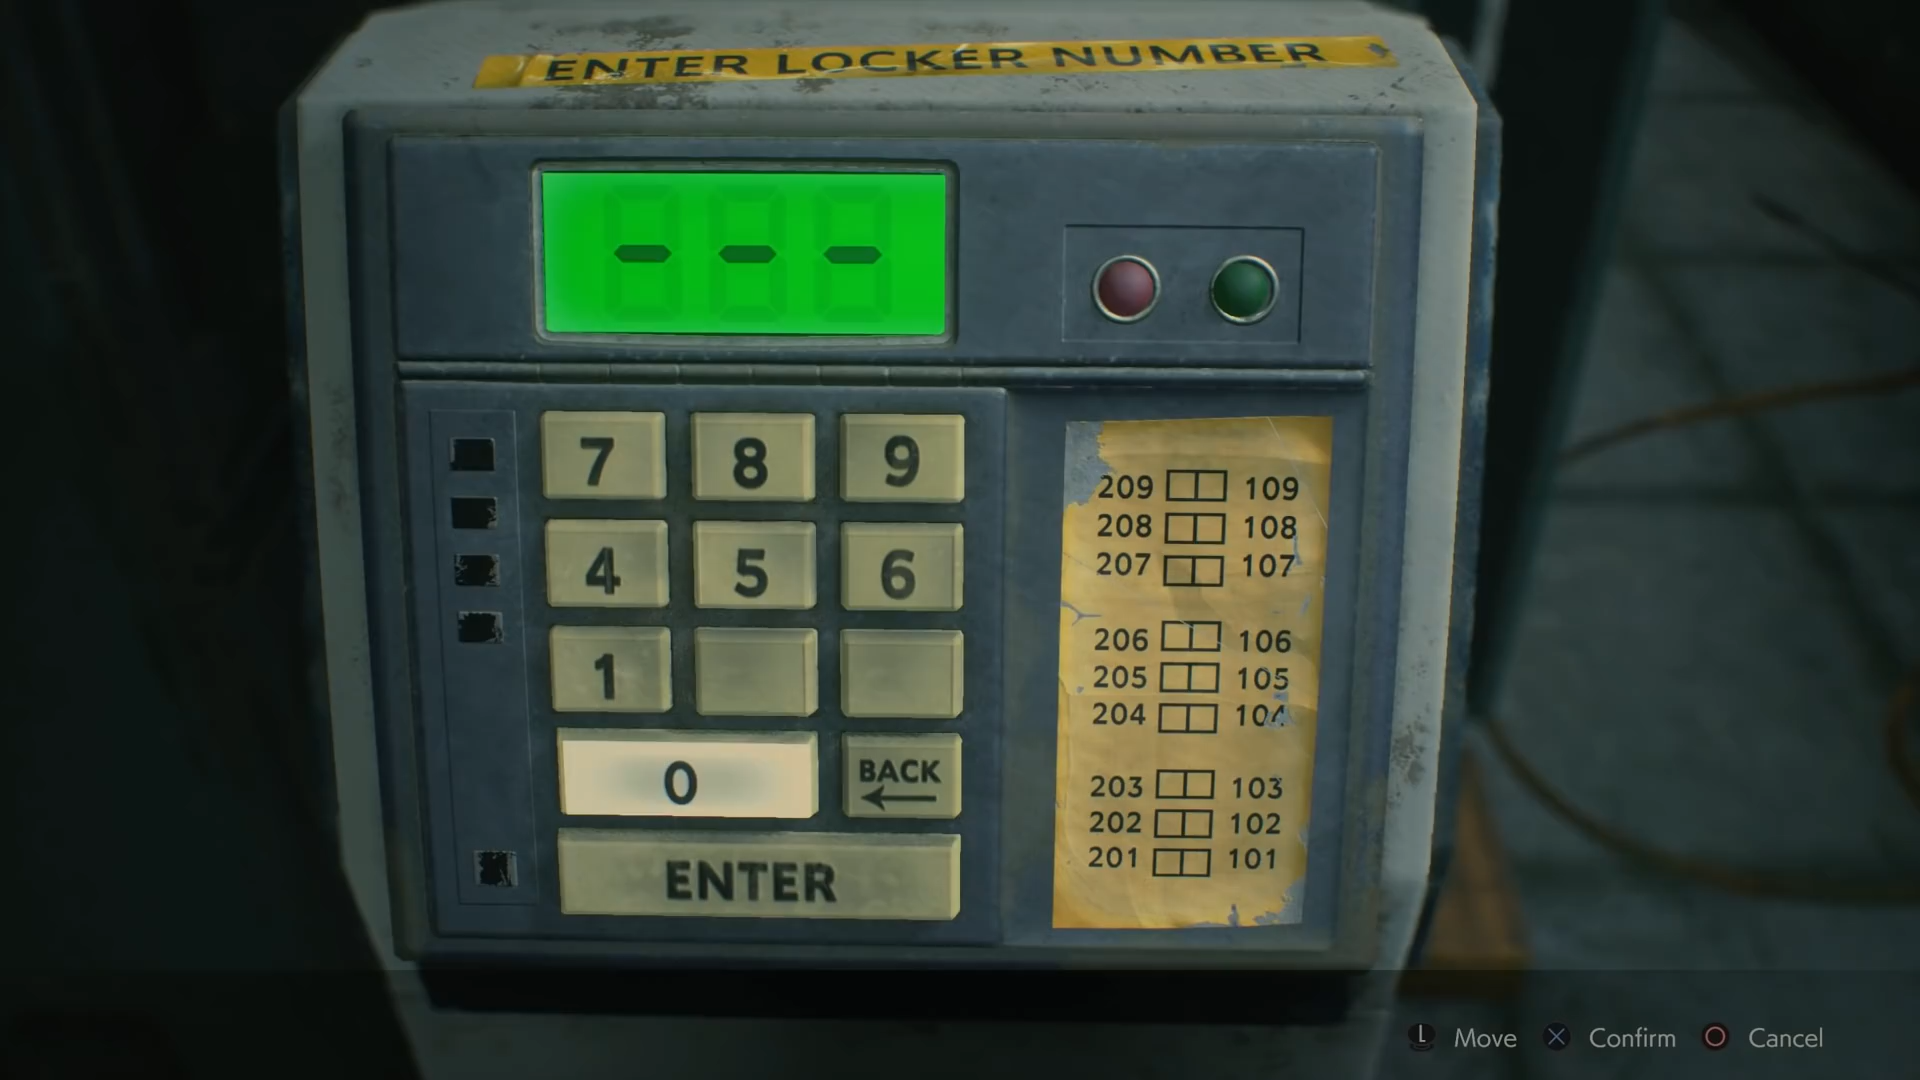 ENTER LOCKER NUMBER
- - -
7 8 9
4 5 6
1
0 BACK
ENTER
209 109
208 108
207 107
206 106
205 105
204 104
203 103
202 102
201 101
L Move Confirm Cancel